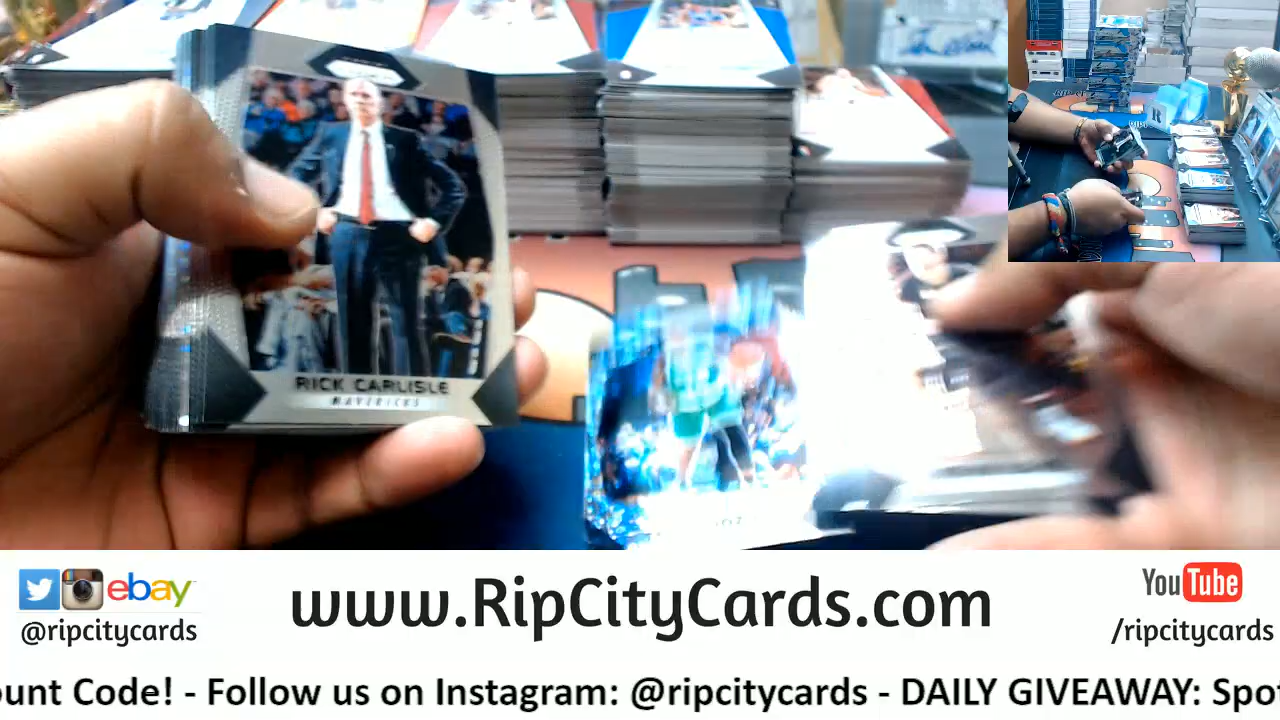 RICK CARLISLE
MAVERICKS
ebay
@ripcitycards
www.RipCityCards.com
YouTube
/ripcitycards
ount Code! - Follow us on Instagram: @ripcitycards - DAILY GIVEAWAY: Spot